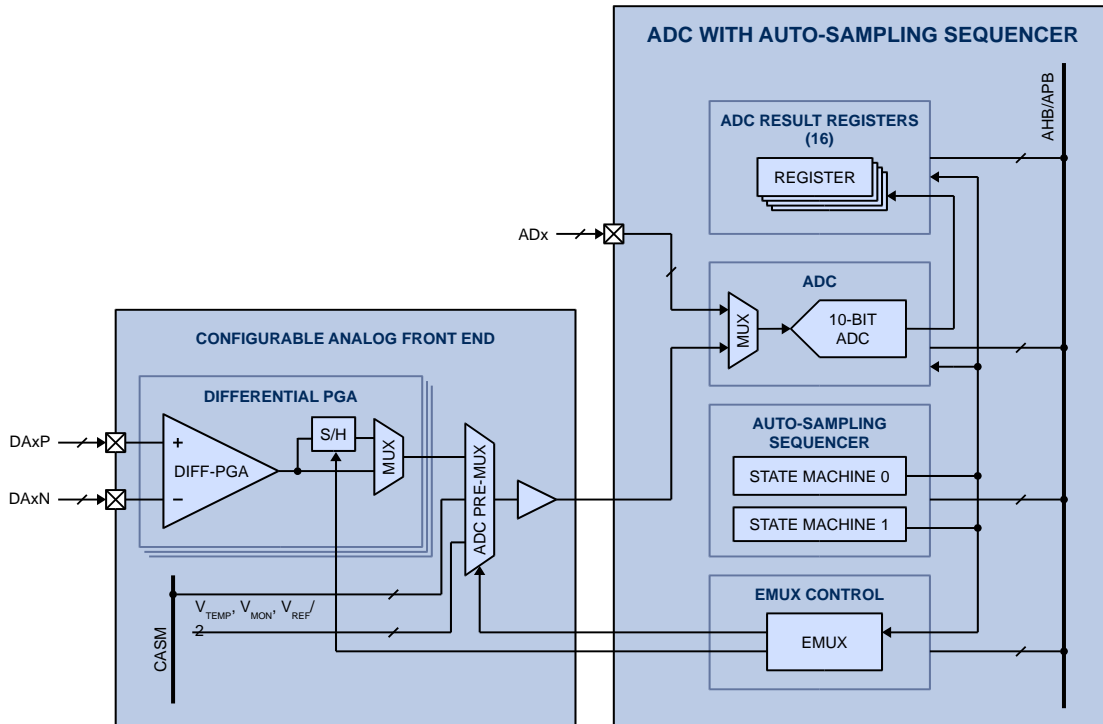 ADC WITH AUTO-SAMPLING SEQUENCER
AHB/APB
ADC RESULT REGISTERS
(16)
REGISTER
ADx
ADC
MUX
10-BIT
ADC
CONFIGURABLE ANALOG FRONT END
DIFFERENTIAL PGA
DAxP
+
S/H
MUX
DIFF-PGA
DAxN
−
ADC PRE-MUX
AUTO-SAMPLING
SEQUENCER
STATE MACHINE 0
STATE MACHINE 1
CASM
VTEMP, VMON, VREF/
2
EMUX CONTROL
EMUX